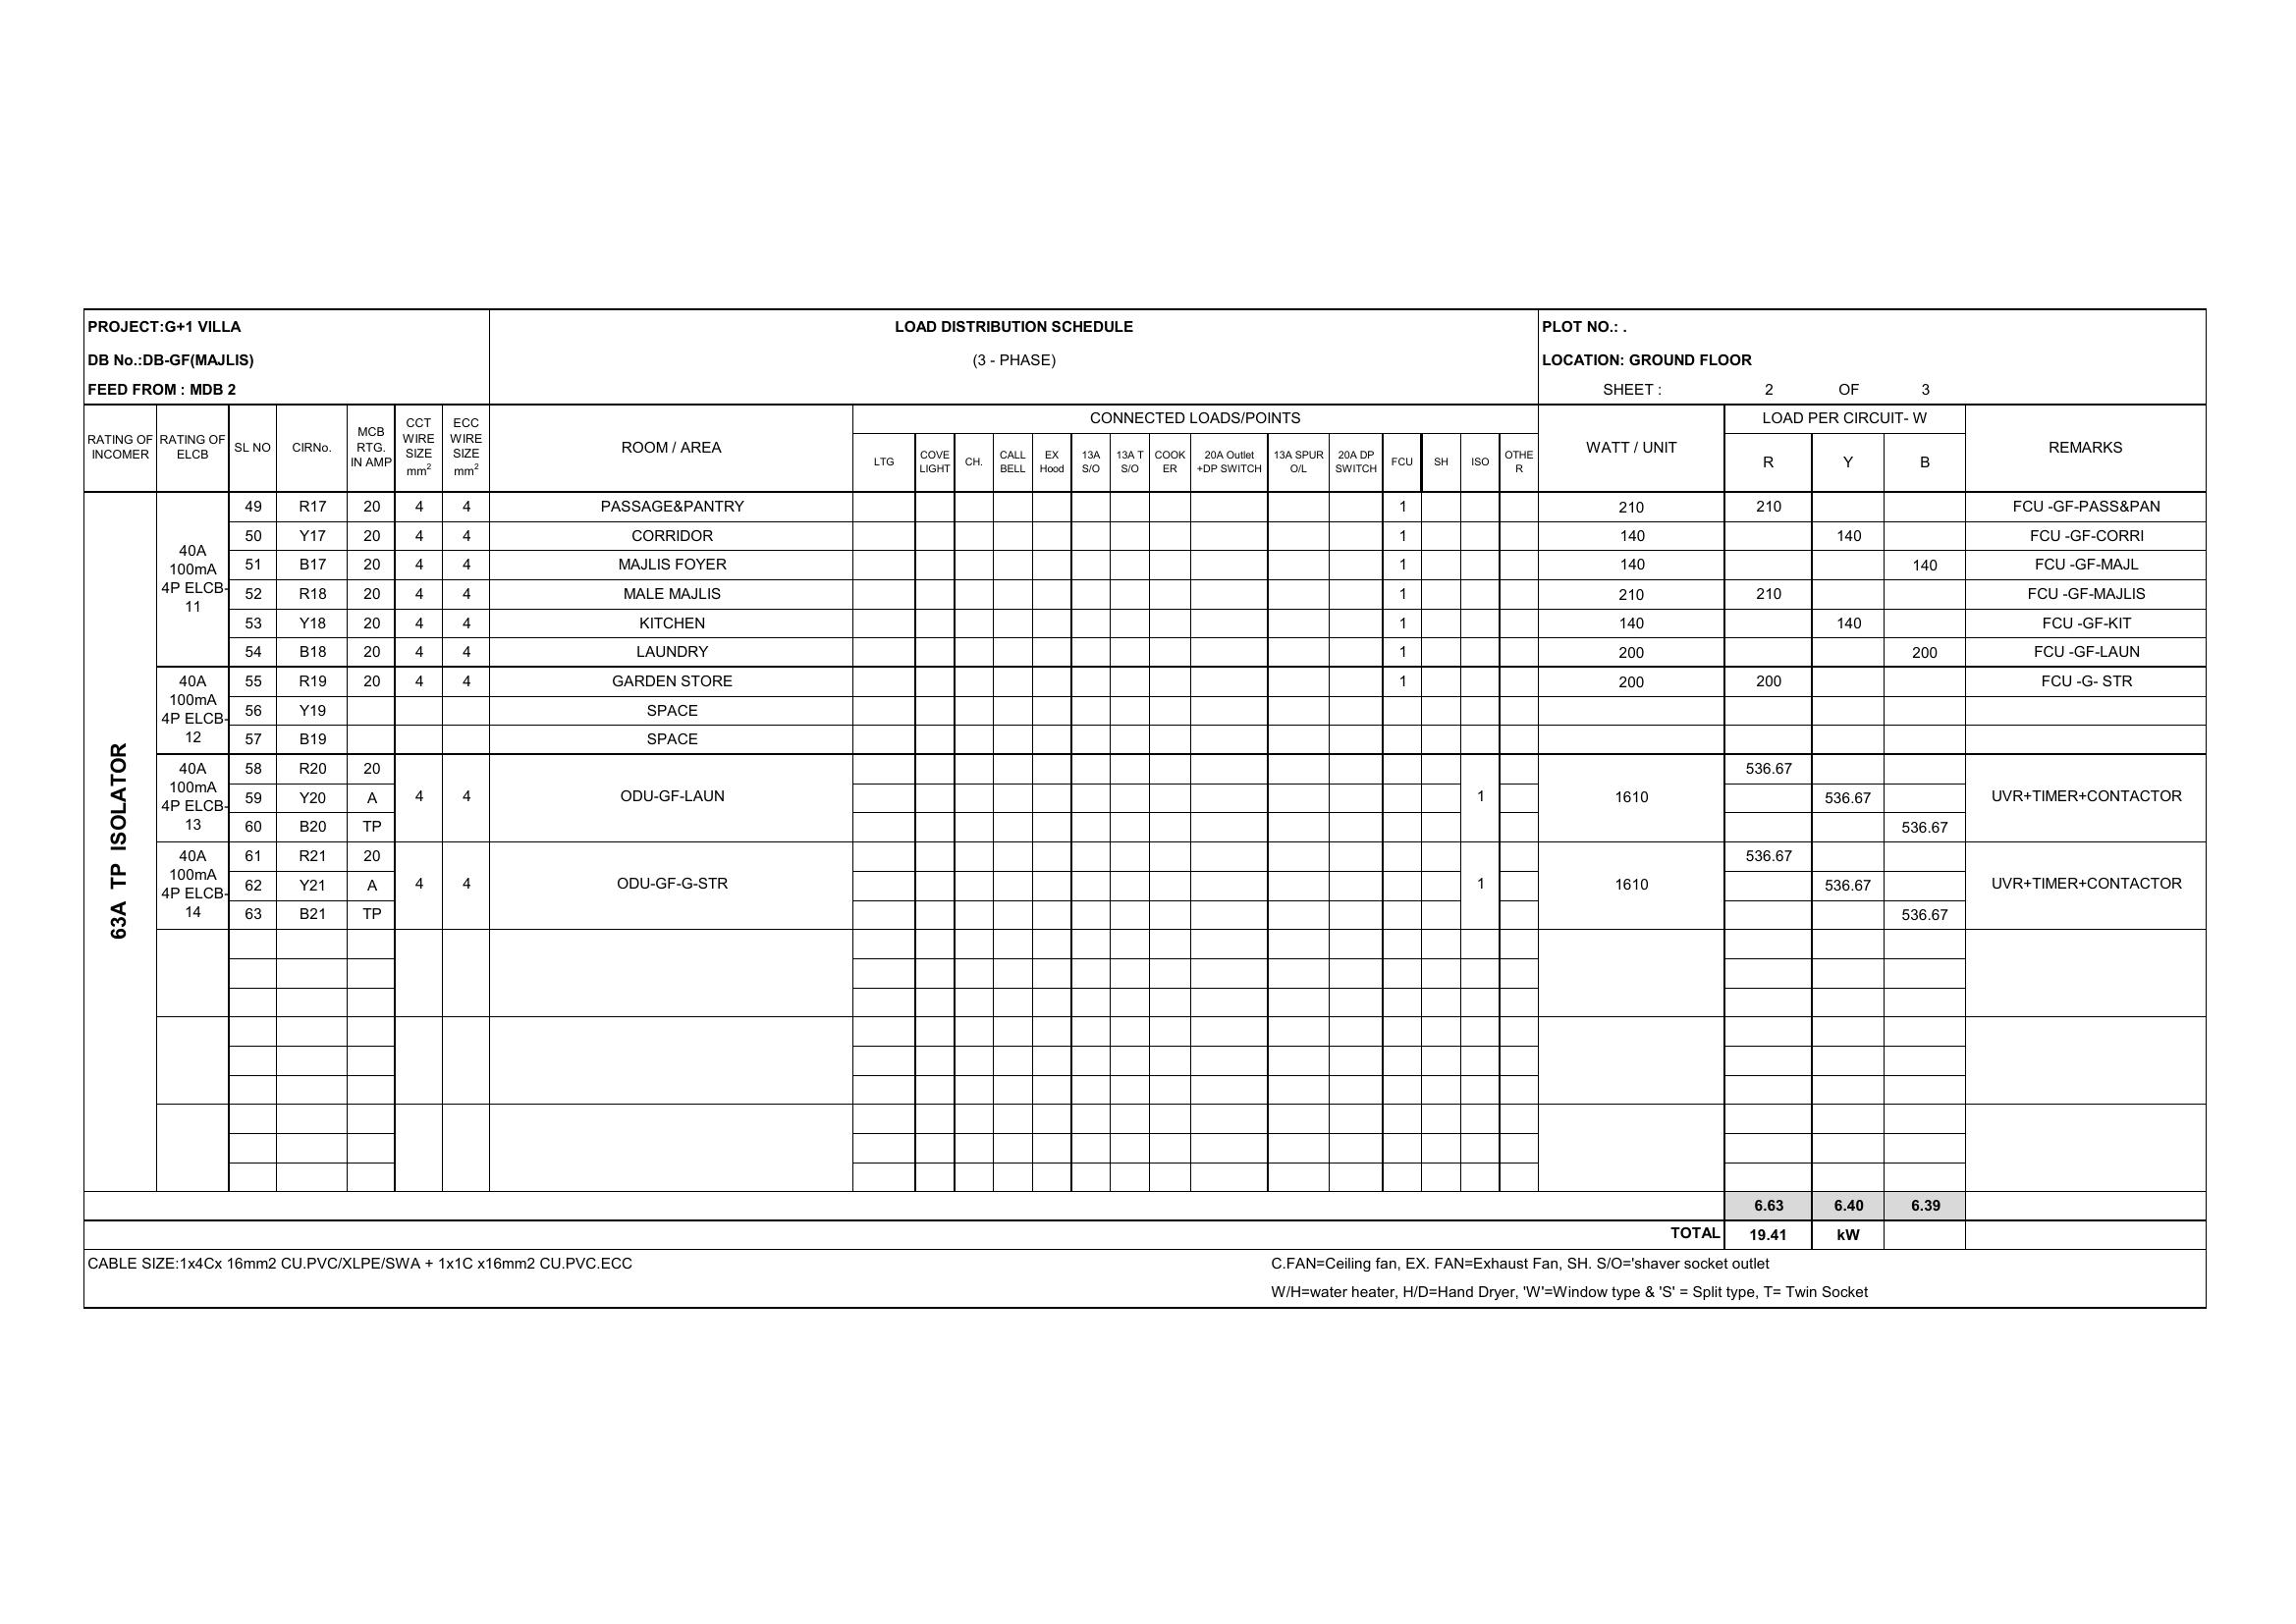 PROJECT:G+1 VILLA
LOAD DISTRIBUTION SCHEDULE
PLOT NO.: .
DB No.:DB-GF(MAJLIS)
(3 - PHASE)
LOCATION: GROUND FLOOR
FEED FROM : MDB 2
SHEET : 2 OF 3
RATING OF INCOMER
RATING OF ELCB
SL NO
CIRNo.
MCB RTG. IN AMP
CCT WIRE SIZE mm²
ECC WIRE SIZE mm²
ROOM / AREA
CONNECTED LOADS/POINTS
LTG
COVE LIGHT
CH.
CALL BELL
EX Hood
13A S/O
13A T S/O
COOK ER
20A Outlet +DP SWITCH
13A SPUR O/L
20A DP SWITCH
FCU
SH
ISO
OTHE R
WATT / UNIT
LOAD PER CIRCUIT- W
R Y B
REMARKS
63A TP ISOLATOR
40A 100mA 4P ELCB-11
49 R17 20 4 4 PASSAGE&PANTRY 1 210 210 FCU -GF-PASS&PAN
50 Y17 20 4 4 CORRIDOR 1 140 140 FCU -GF-CORRI
51 B17 20 4 4 MAJLIS FOYER 1 140 140 FCU -GF-MAJL
52 R18 20 4 4 MALE MAJLIS 1 210 210 FCU -GF-MAJLIS
53 Y18 20 4 4 KITCHEN 1 140 140 FCU -GF-KIT
54 B18 20 4 4 LAUNDRY 1 200 200 FCU -GF-LAUN
40A 100mA 4P ELCB-12
55 R19 20 4 4 GARDEN STORE 1 200 200 FCU -G- STR
56 Y19 SPACE
57 B19 SPACE
40A 100mA 4P ELCB-13
58 R20 20 536.67
59 Y20 A 4 4 ODU-GF-LAUN 1 1610 536.67 UVR+TIMER+CONTACTOR
60 B20 TP 536.67
40A 100mA 4P ELCB-14
61 R21 20 536.67
62 Y21 A 4 4 ODU-GF-G-STR 1 1610 536.67 UVR+TIMER+CONTACTOR
63 B21 TP 536.67
6.63 6.40 6.39
TOTAL 19.41 kW
CABLE SIZE:1x4Cx 16mm2 CU.PVC/XLPE/SWA + 1x1C x16mm2 CU.PVC.ECC
C.FAN=Ceiling fan, EX. FAN=Exhaust Fan, SH. S/O='shaver socket outlet
W/H=water heater, H/D=Hand Dryer, 'W'=Window type & 'S' = Split type, T= Twin Socket